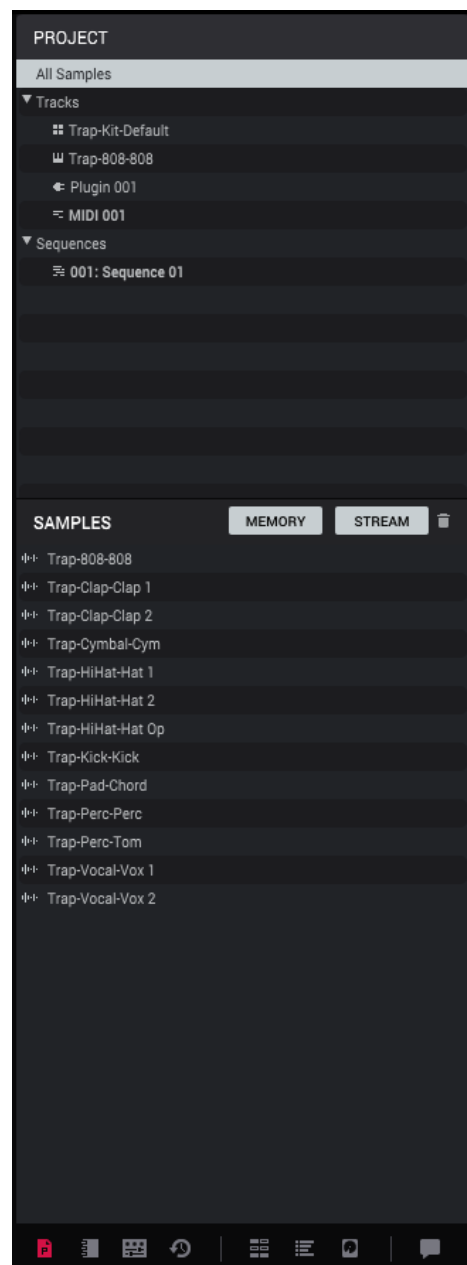 PROJECT
All Samples
Tracks
Trap-Kit-Default
Trap-808-808
Plugin 001
MIDI 001
Sequences
001: Sequence 01
SAMPLES MEMORY STREAM
Trap-808-808
Trap-Clap-Clap 1
Trap-Clap-Clap 2
Trap-Cymbal-Cym
Trap-HiHat-Hat 1
Trap-HiHat-Hat 2
Trap-HiHat-Hat Op
Trap-Kick-Kick
Trap-Pad-Chord
Trap-Perc-Perc
Trap-Perc-Tom
Trap-Vocal-Vox 1
Trap-Vocal-Vox 2